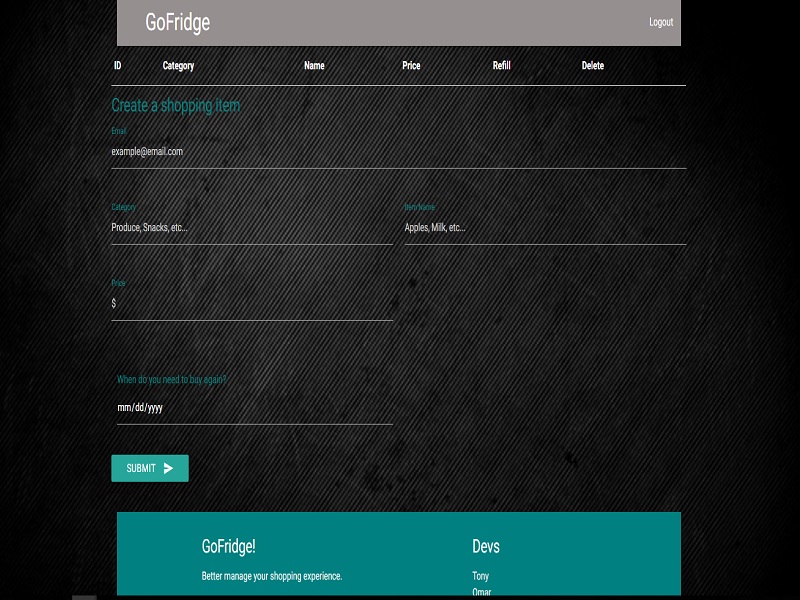 GoFridge
Logout
ID Category Name Price Refill Delete
Create a shopping item
Email
example@email.com
Category Item Name
Produce, Snacks, etc... Apples, Milk, etc...
Price
$
When do you need to buy again?
mm/dd/yyyy
SUBMIT
GoFridge! Devs
Better manage your shopping experience. Tony
Omar